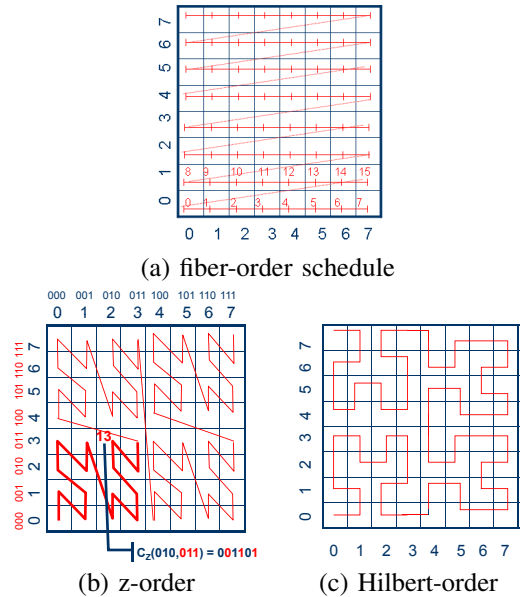 7
6
5
4
3
2
1
8 9 10 11 12 13 14 15
0
0 1 2 3 4 5 6 7
0 1 2 3 4 5 6 7
(a) fiber-order schedule
000 001 010 011 100 101 110 111
0 1 2 3 4 5 6 7
111 7
110 6
101 5
100 4
011 3
13
010 2
001 1
000 0
C_Z(010,011) = 001101
(b) z-order
7
6
5
4
3
2
1
0
0 1 2 3 4 5 6 7
(c) Hilbert-order